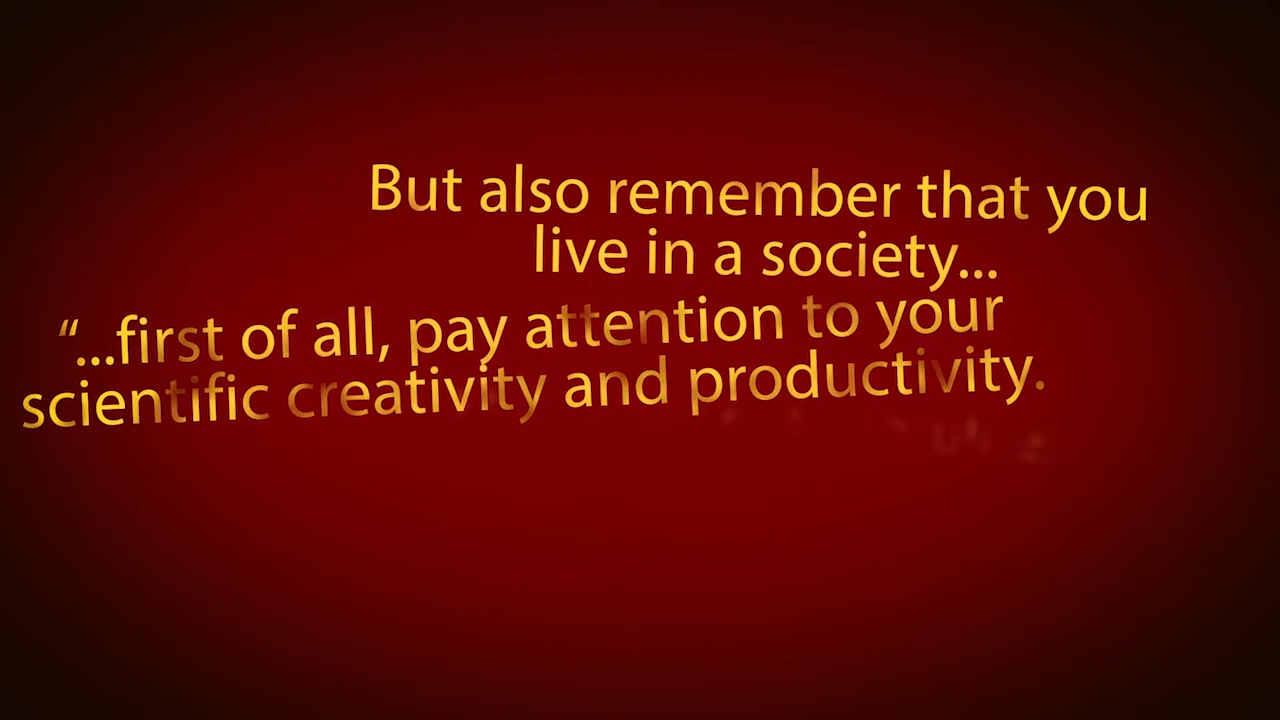 But also remember that you
live in a society...
“...first of all, pay attention to your
scientific creativity and productivity.